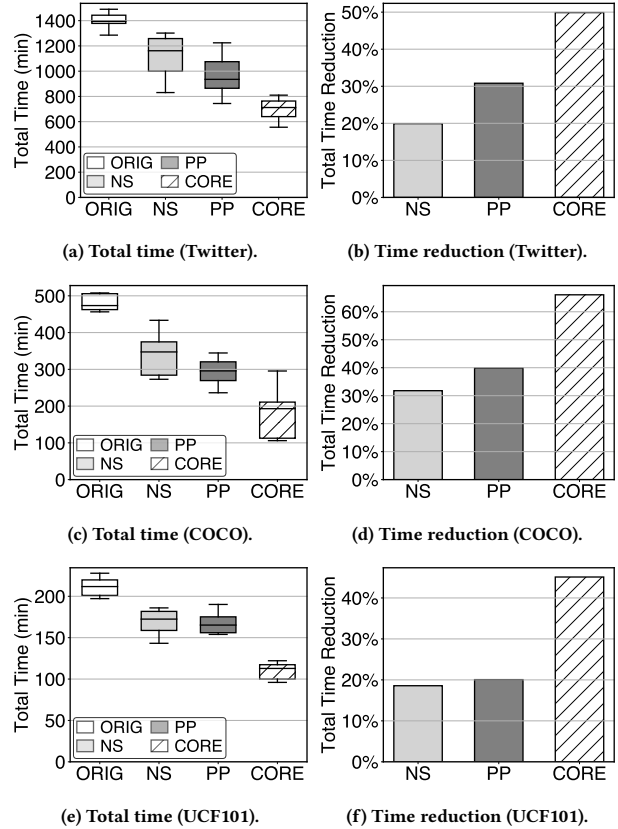 Total Time (min)
1400
1200
1000
800
600
400
200
0
ORIG PP
NS CORE
ORIG NS PP CORE
(a) Total time (Twitter).
Total Time Reduction
50%
40%
30%
20%
10%
0%
NS PP CORE
(b) Time reduction (Twitter).
Total Time (min)
500
400
300
200
100
0
ORIG PP
NS CORE
ORIG NS PP CORE
(c) Total time (COCO).
Total Time Reduction
60%
50%
40%
30%
20%
10%
0%
NS PP CORE
(d) Time reduction (COCO).
Total Time (min)
200
150
100
50
0
ORIG PP
NS CORE
ORIG NS PP CORE
(e) Total time (UCF101).
Total Time Reduction
40%
30%
20%
10%
0%
NS PP CORE
(f) Time reduction (UCF101).